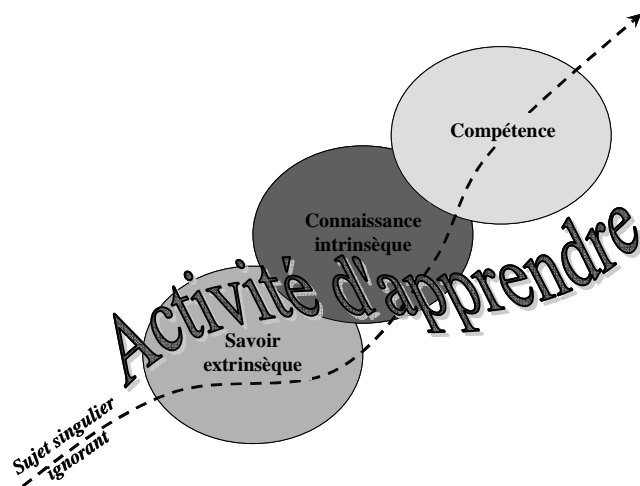 Compétence
Connaissance
intrinsèque
Activité d'apprendre
Savoir
extrinsèque
Sujet singulier
ignorant